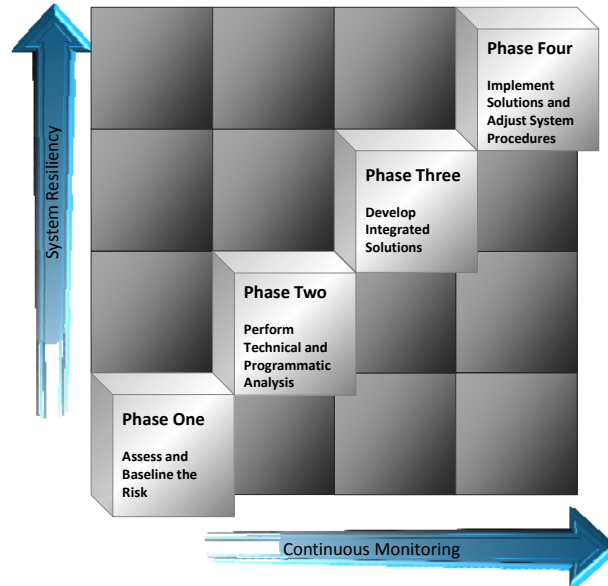 System Resiliency
Phase Four
Implement
Solutions and
Adjust System
Procedures
Phase Three
Develop
Integrated
Solutions
Phase Two
Perform
Technical and
Programmatic
Analysis
Phase One
Assess and
Baseline the
Risk
Continuous Monitoring